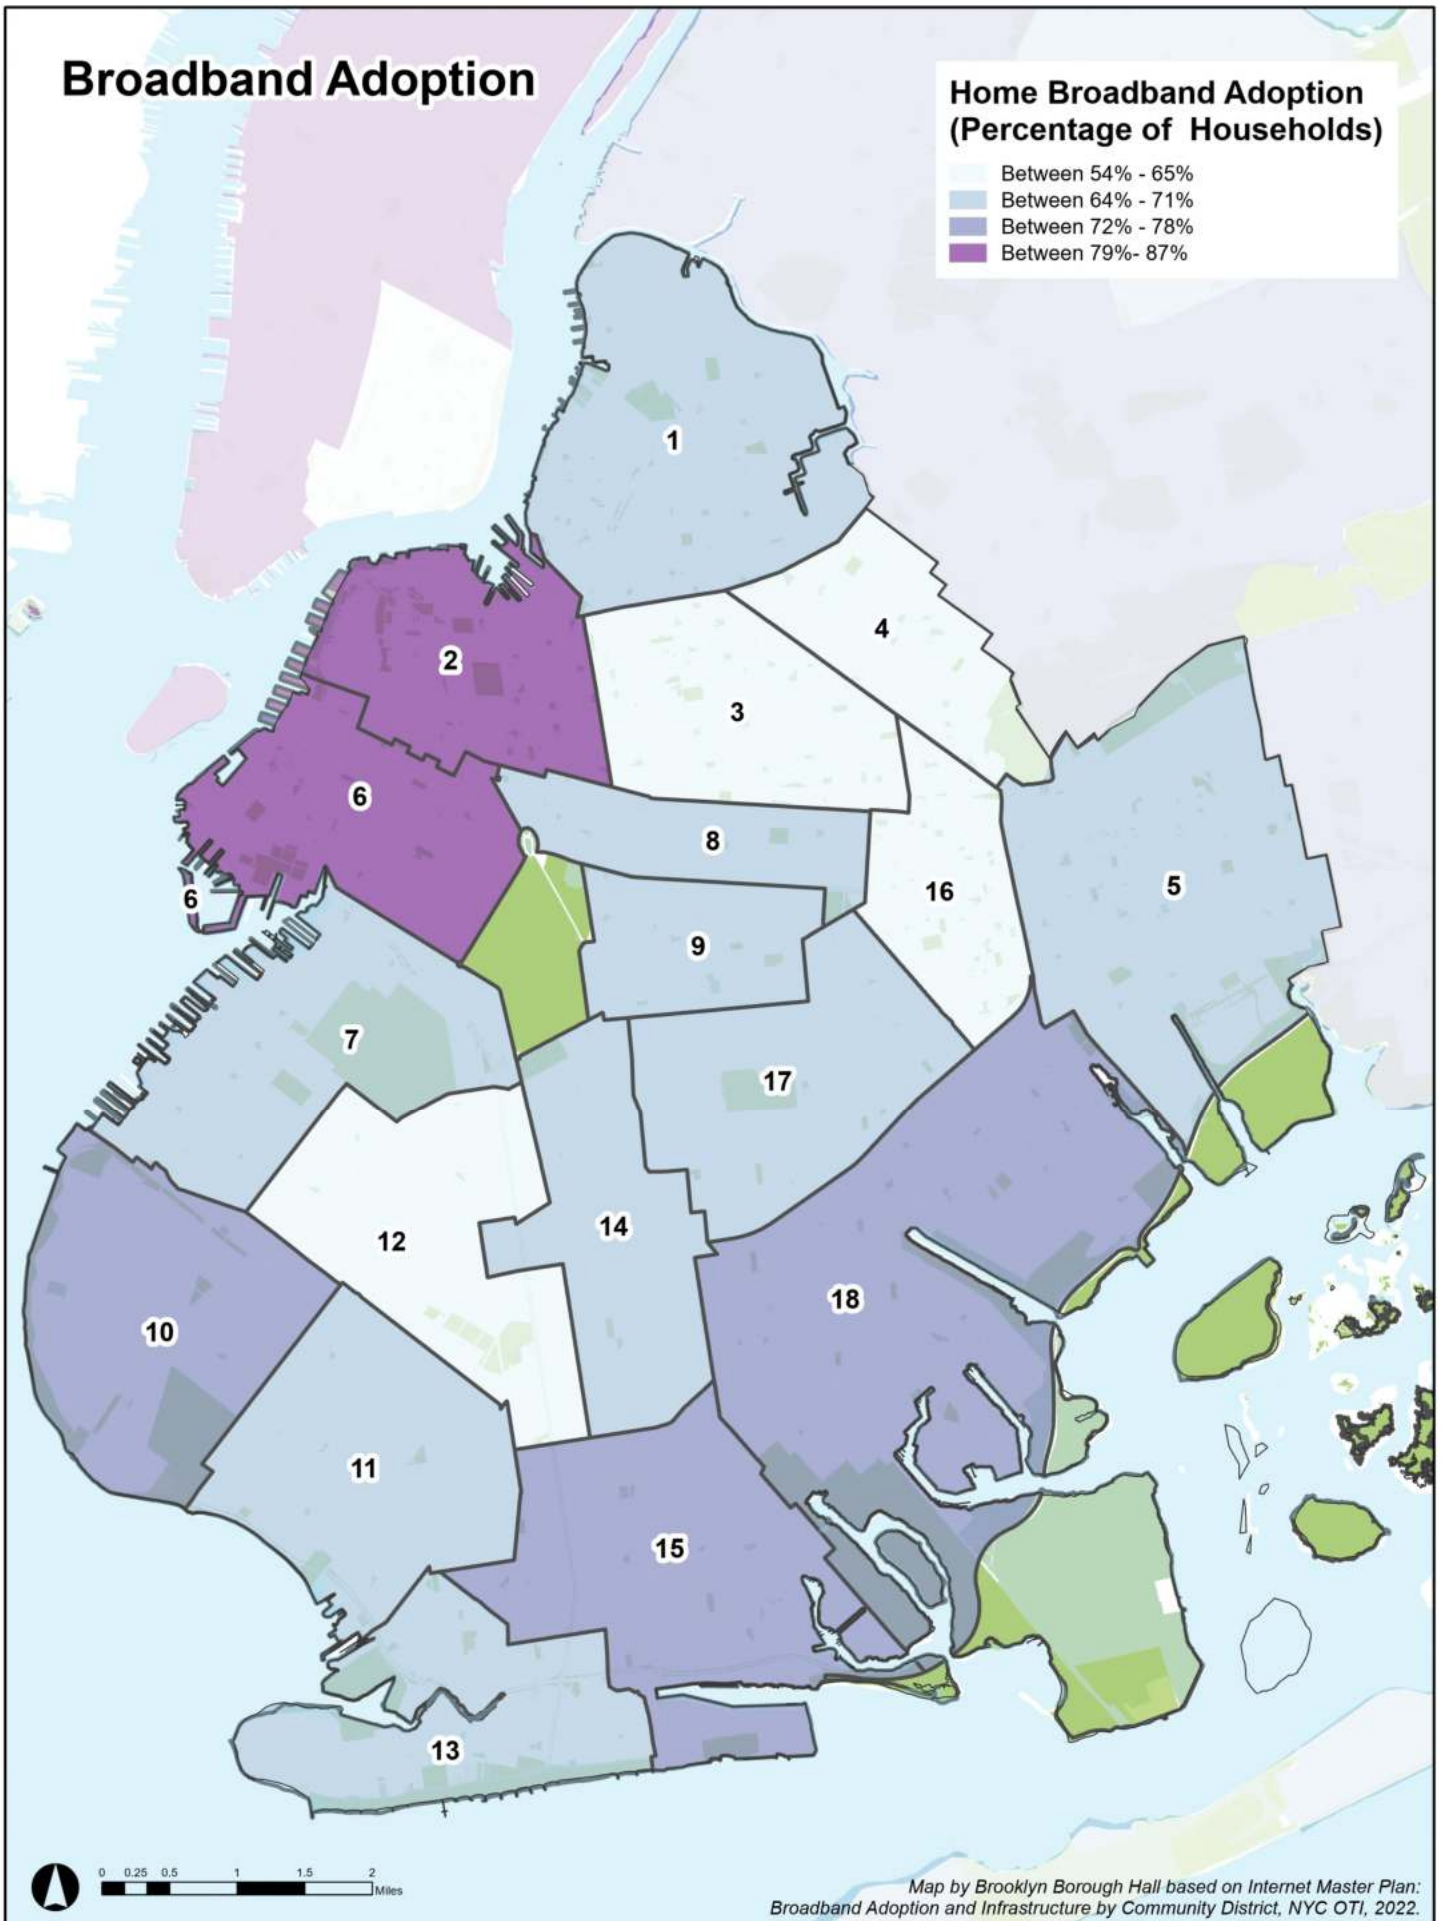 Broadband Adoption
Home Broadband Adoption
(Percentage of Households)
Between 54% - 65%
Between 64% - 71%
Between 72% - 78%
Between 79%- 87%
1
4
2
3
6
8
5
16
6
9
7
17
14
12
18
10
11
15
13
0 0.25 0.5 1 1.5 2
Miles
Map by Brooklyn Borough Hall based on Internet Master Plan:
Broadband Adoption and Infrastructure by Community District, NYC OTI, 2022.